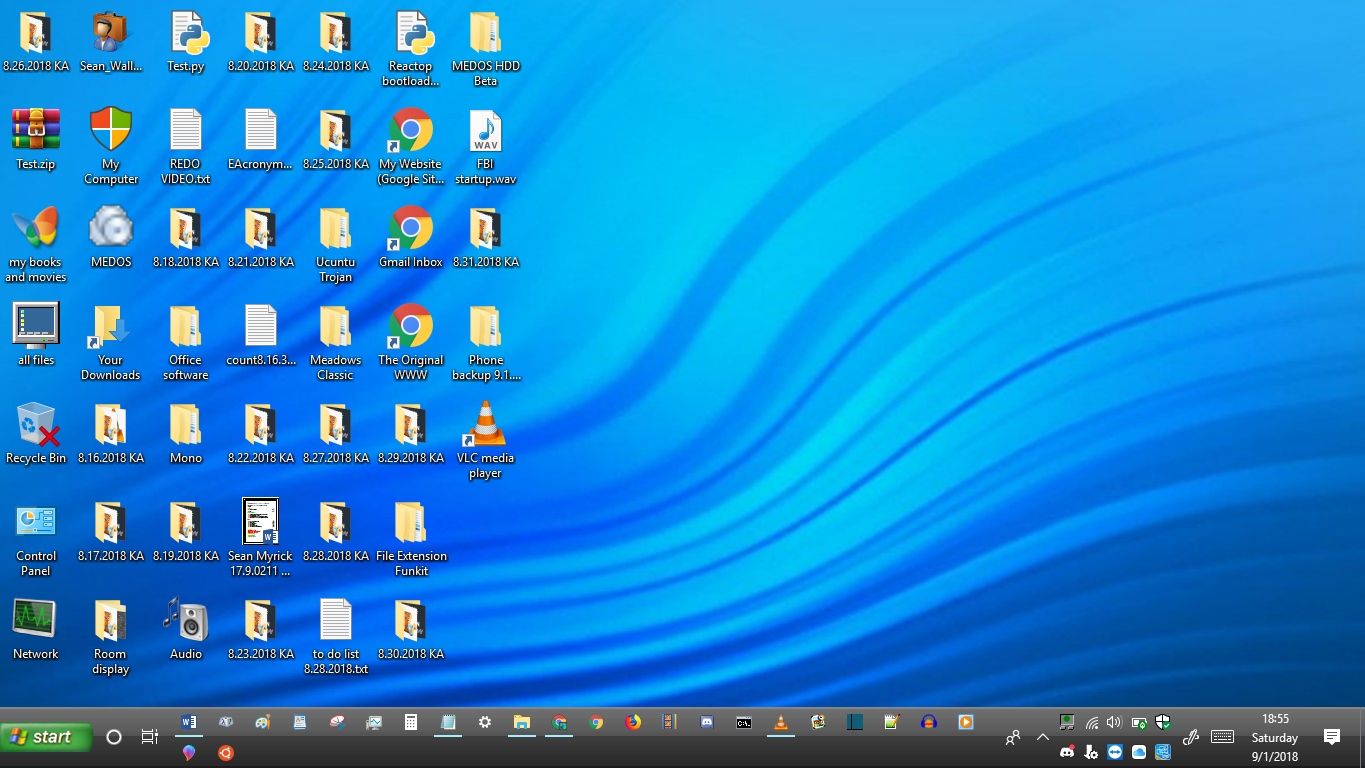 8.26.2018 KA
Sean_Wall...
Test.py
8.20.2018 KA
8.24.2018 KA
Reactop
bootload...
MEDOS HDD
Beta
Test.zip
My
Computer
REDO
VIDEO.txt
EAcronym...
8.25.2018 KA
My Website
(Google Sit...
WAV
FBI
startup.wav
my books
and movies
MEDOS
8.18.2018 KA
8.21.2018 KA
Ucuntu
Trojan
Gmail Inbox
8.31.2018 KA
all files
Your
Downloads
Office
software
count8.16.3...
Meadows
Classic
The Original
WWW
Phone
backup 9.1....
Recycle Bin
8.16.2018 KA
Mono
8.22.2018 KA
8.27.2018 KA
8.29.2018 KA
VLC media
player
Control
Panel
8.17.2018 KA
8.19.2018 KA
Sean Myrick
17.9.0211 ...
8.28.2018 KA
File Extension
Funkit
Network
Room
display
Audio
8.23.2018 KA
to do list
8.28.2018.txt
8.30.2018 KA
start
18:55
Saturday
9/1/2018